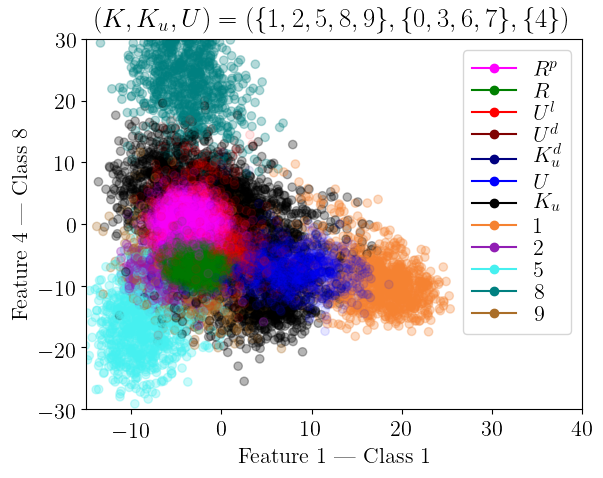 (K, K_u, U) = ({1, 2, 5, 8, 9}, {0, 3, 6, 7}, {4})
30
20
10
0
−10
−20
−30
Feature 4 — Class 8
R^p
R
U^l
U^d
K_u^d
U
K_u
1
2
5
8
9
−10 0 10 20 30 40
Feature 1 — Class 1